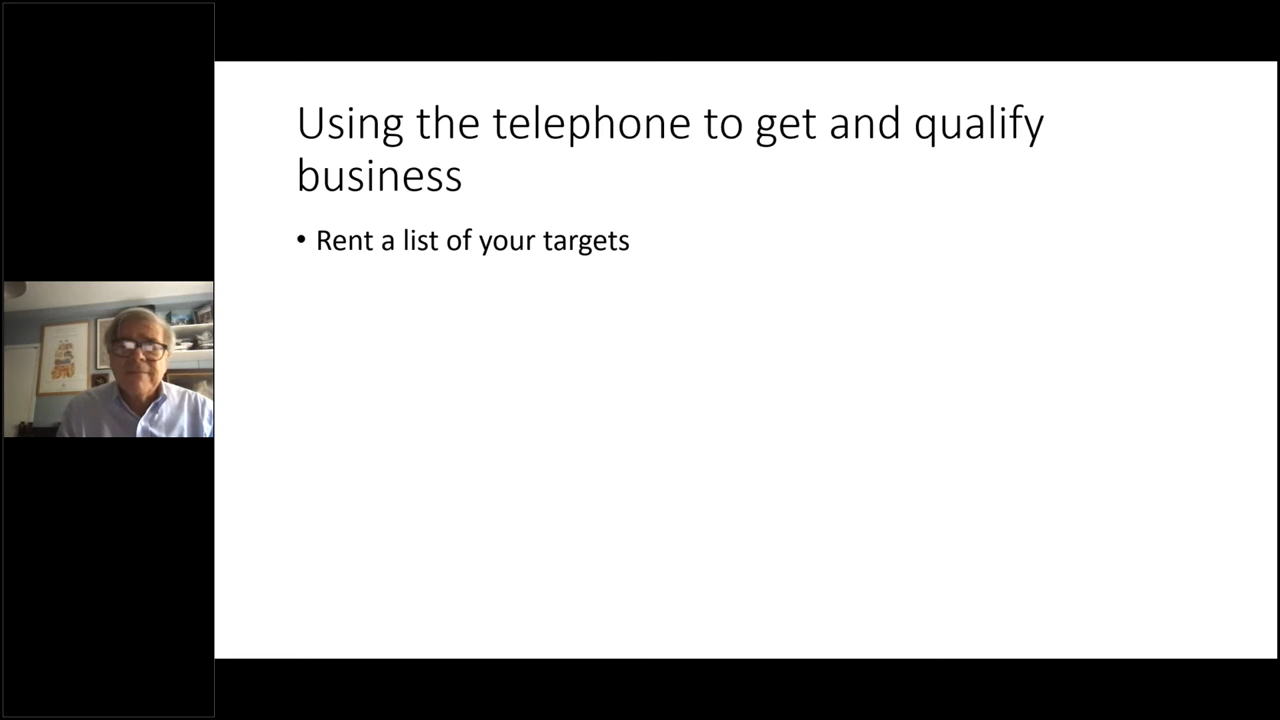 Using the telephone to get and qualify
business
• Rent a list of your targets